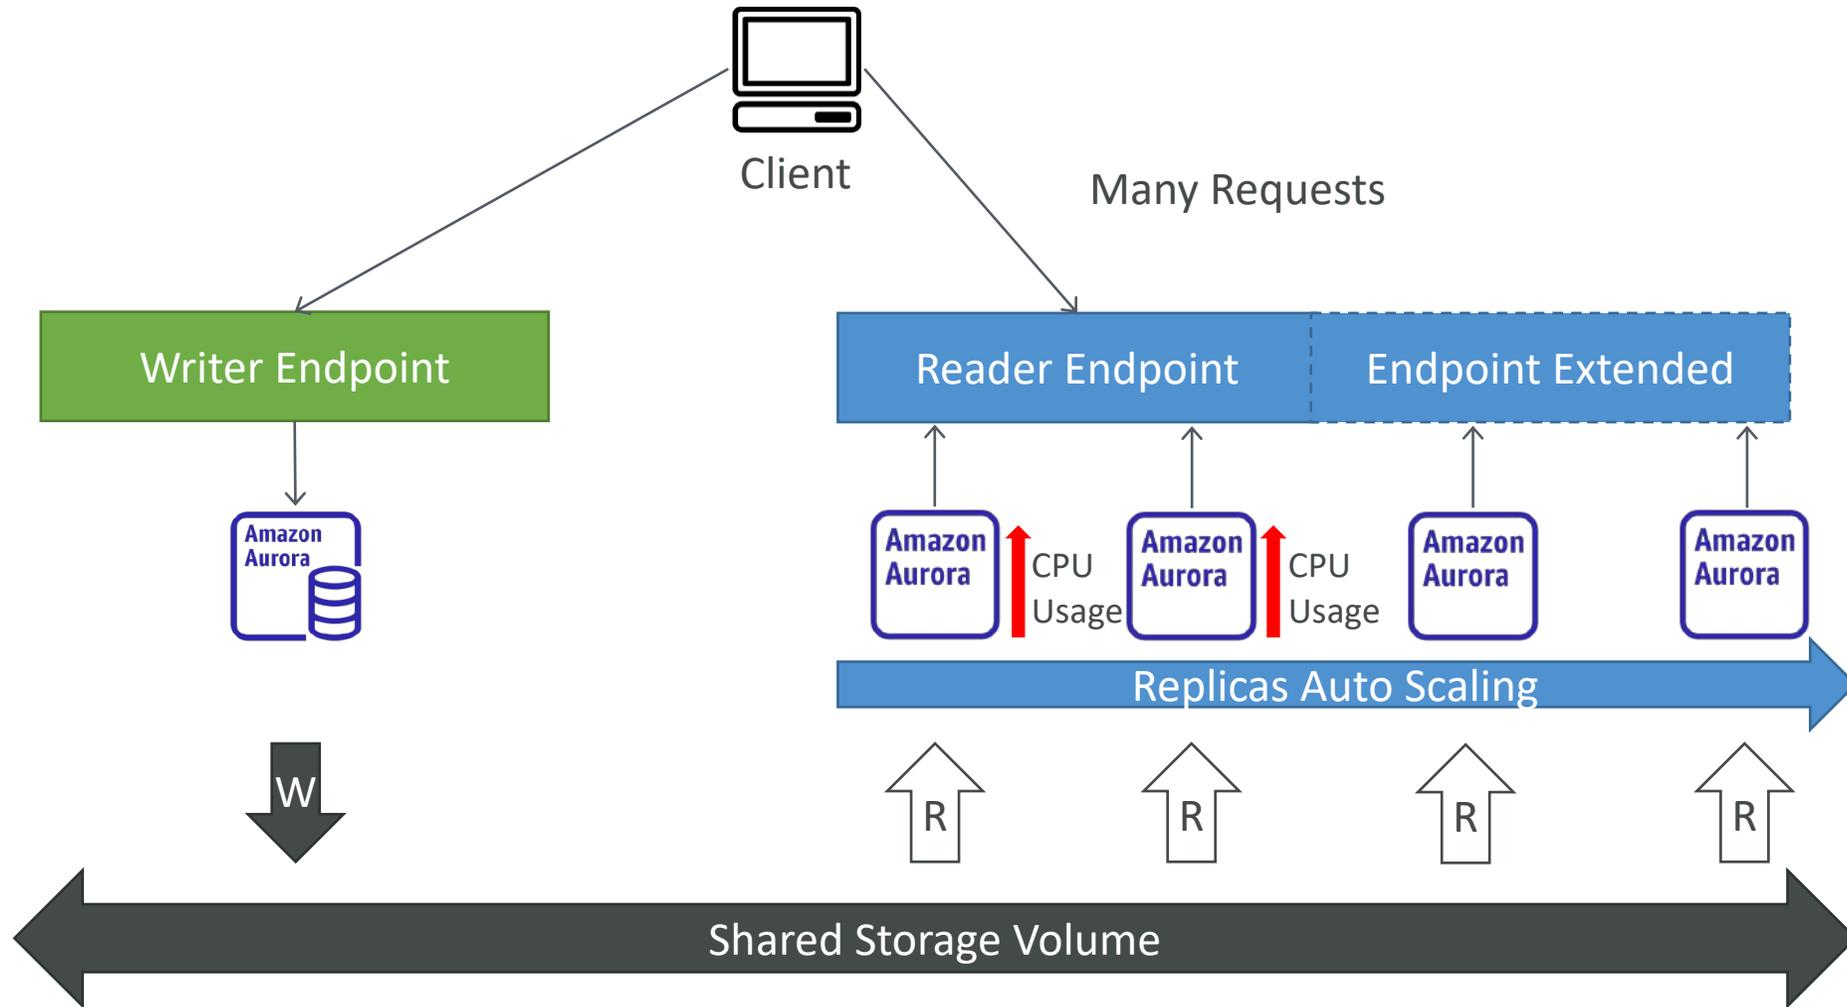 Client
Many Requests
Writer Endpoint
Reader Endpoint
Endpoint Extended
Amazon
Aurora
Amazon
Aurora
CPU
Usage
Amazon
Aurora
CPU
Usage
Amazon
Aurora
Amazon
Aurora
Replicas Auto Scaling
W
R
R
R
R
Shared Storage Volume